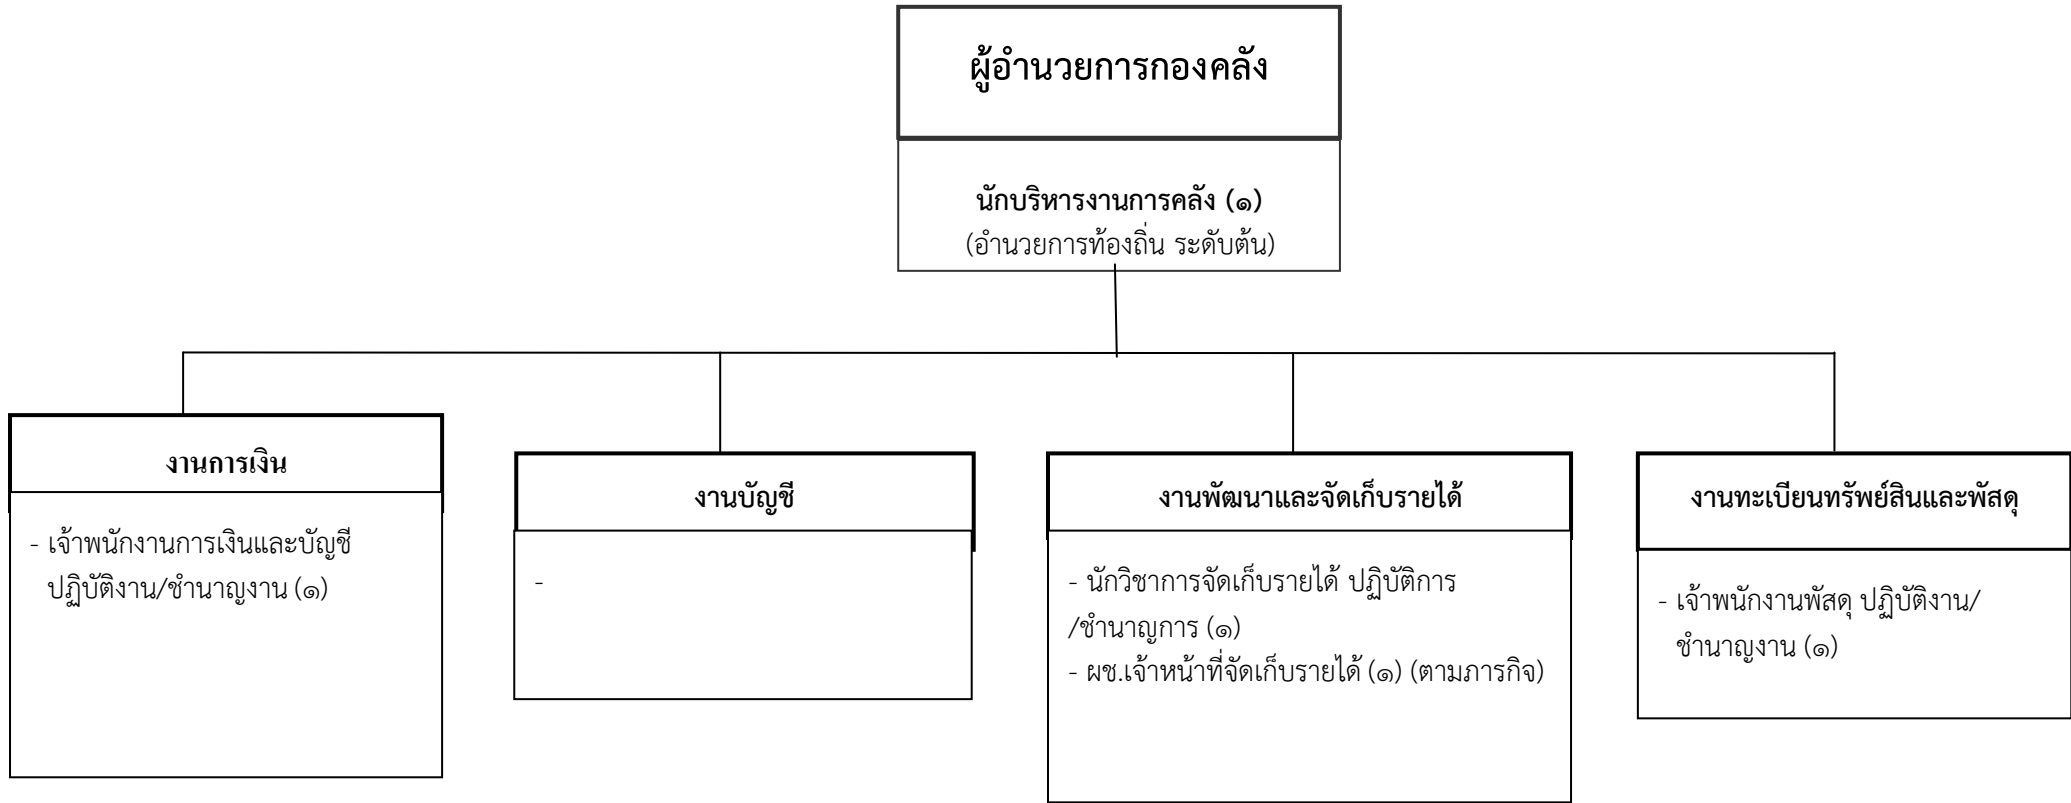 ผู้อำนวยการกองคลัง
นักบริหารงานการคลัง (๑)
(อำนวยการท้องถิ่น ระดับต้น)
งานการเงิน
- เจ้าพนักงานการเงินและบัญชี
ปฏิบัติงาน/ชำนาญงาน (๑)
งานบัญชี
-
งานพัฒนาและจัดเก็บรายได้
- นักวิชาการจัดเก็บรายได้ ปฏิบัติการ
/ชำนาญการ (๑)
- ผช.เจ้าหน้าที่จัดเก็บรายได้ (๑) (ตามภารกิจ)
งานทะเบียนทรัพย์สินและพัสดุ
- เจ้าพนักงานพัสดุ ปฏิบัติงาน/
ชำนาญงาน (๑)